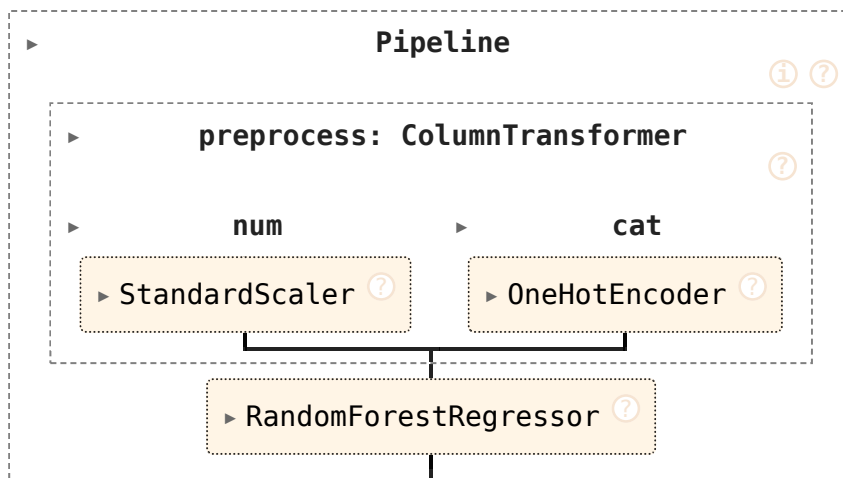 ▸ Pipeline
i ?
▸ preprocess: ColumnTransformer
?
▸ num ▸ cat
▸ StandardScaler ? ▸ OneHotEncoder ?
▸ RandomForestRegressor ?